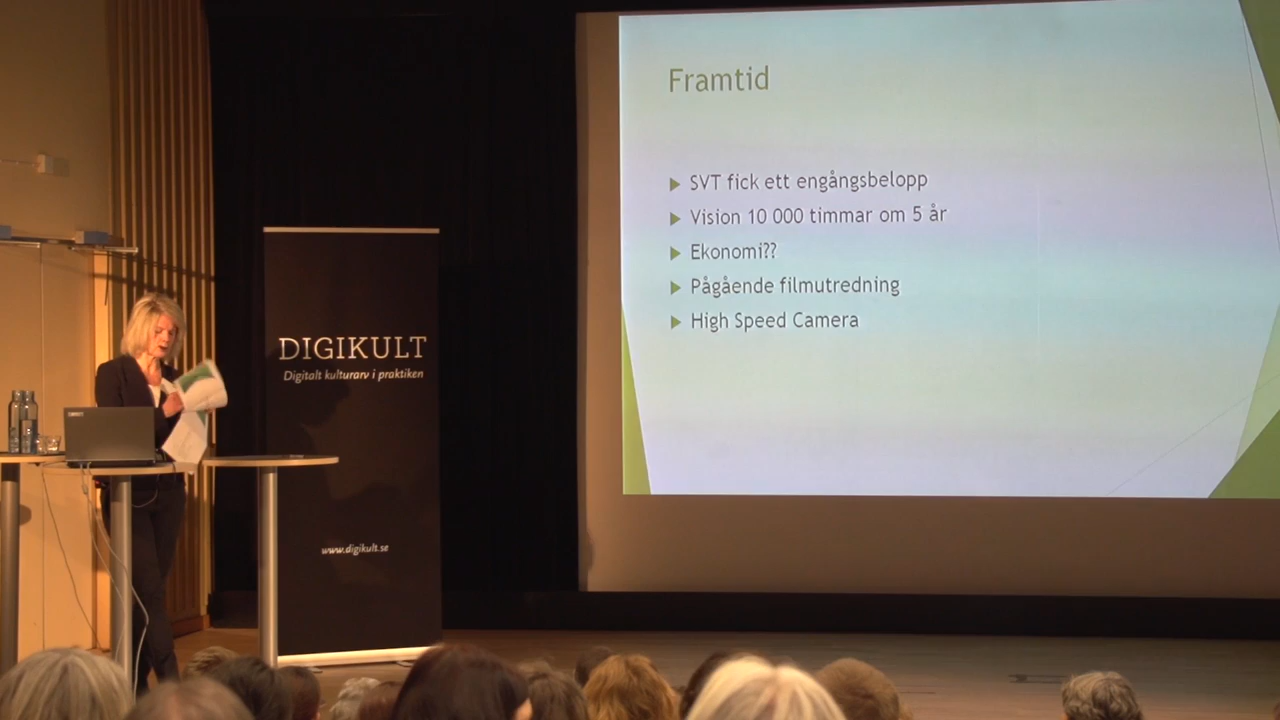 Framtid
SVT fick ett engångsbelopp
Vision 10 000 timmar om 5 år
Ekonomi??
Pågående filmutredning
High Speed Camera
DIGIKULT
Digitalt kulturarv i praktiken
www.digikult.se